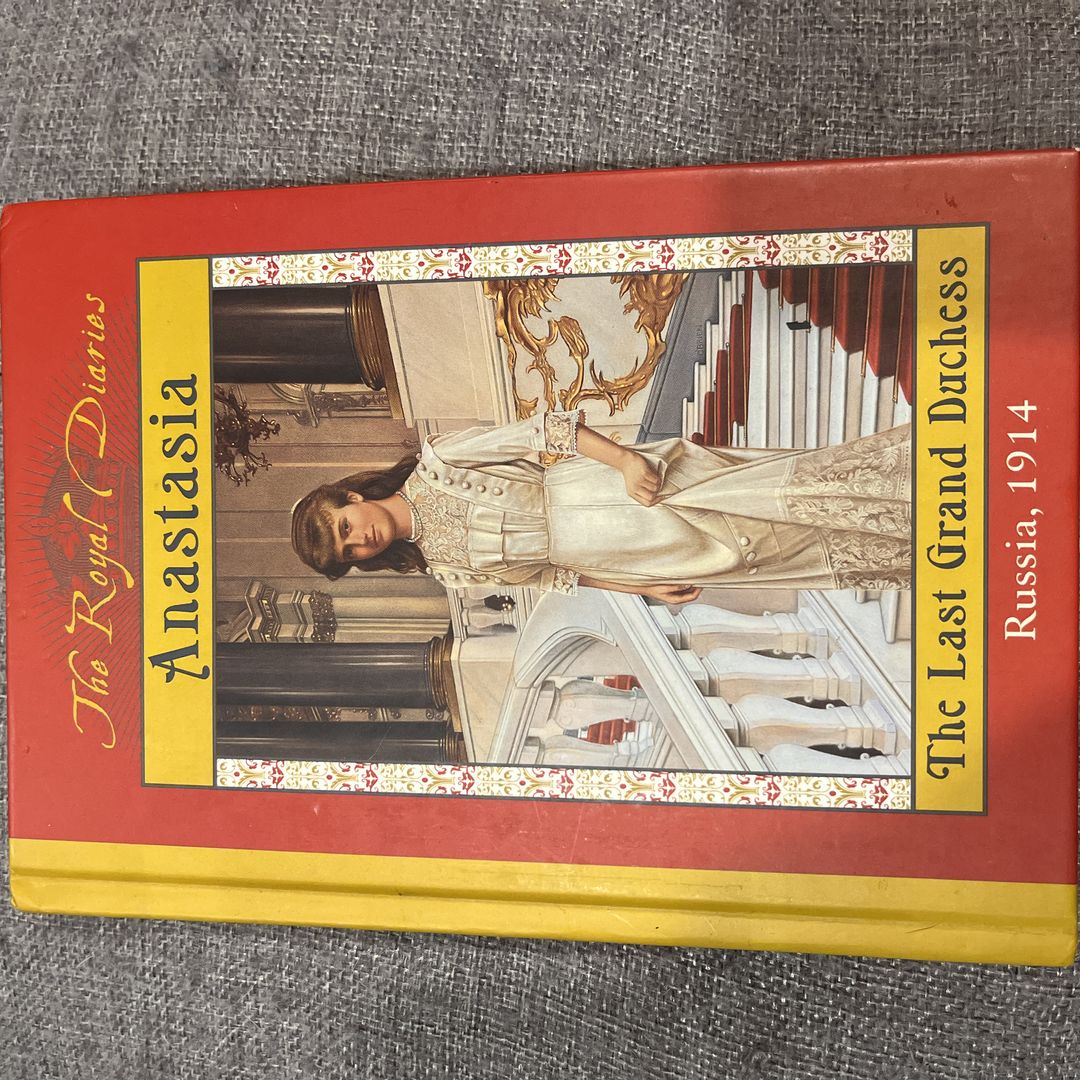 The Royal Diaries
Anastasia
The Last Grand Duchess
Russia, 1914